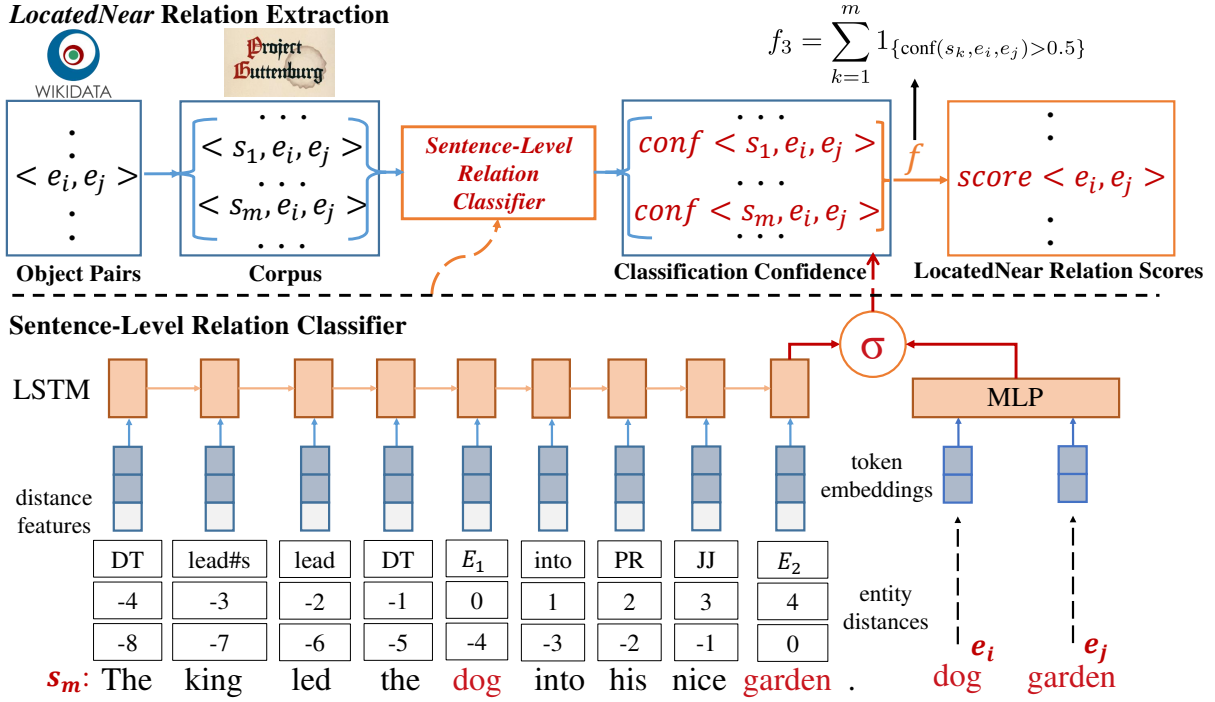 LocatedNear Relation Extraction
WIKIDATA
Project
Guttenburg
f₃ = ∑ᵐₖ₌₁ 1_{conf(s_k,e_i,e_j)>0.5}
< e_i, e_j >
Object Pairs
. . .
< s_1, e_i, e_j >
. . .
< s_m, e_i, e_j >
. . .
Corpus
Sentence-Level
Relation
Classifier
. . .
conf < s_1, e_i, e_j >
. . .
conf < s_m, e_i, e_j >
. . .
Classification Confidence
f
score < e_i, e_j >
LocatedNear Relation Scores
Sentence-Level Relation Classifier
σ
LSTM
MLP
distance
features
token
embeddings
DT lead#s lead DT E_1 into PR JJ E_2
-4 -3 -2 -1 0 1 2 3 4
-8 -7 -6 -5 -4 -3 -2 -1 0
entity
distances
s_m: The king led the dog into his nice garden .
e_i e_j
dog garden